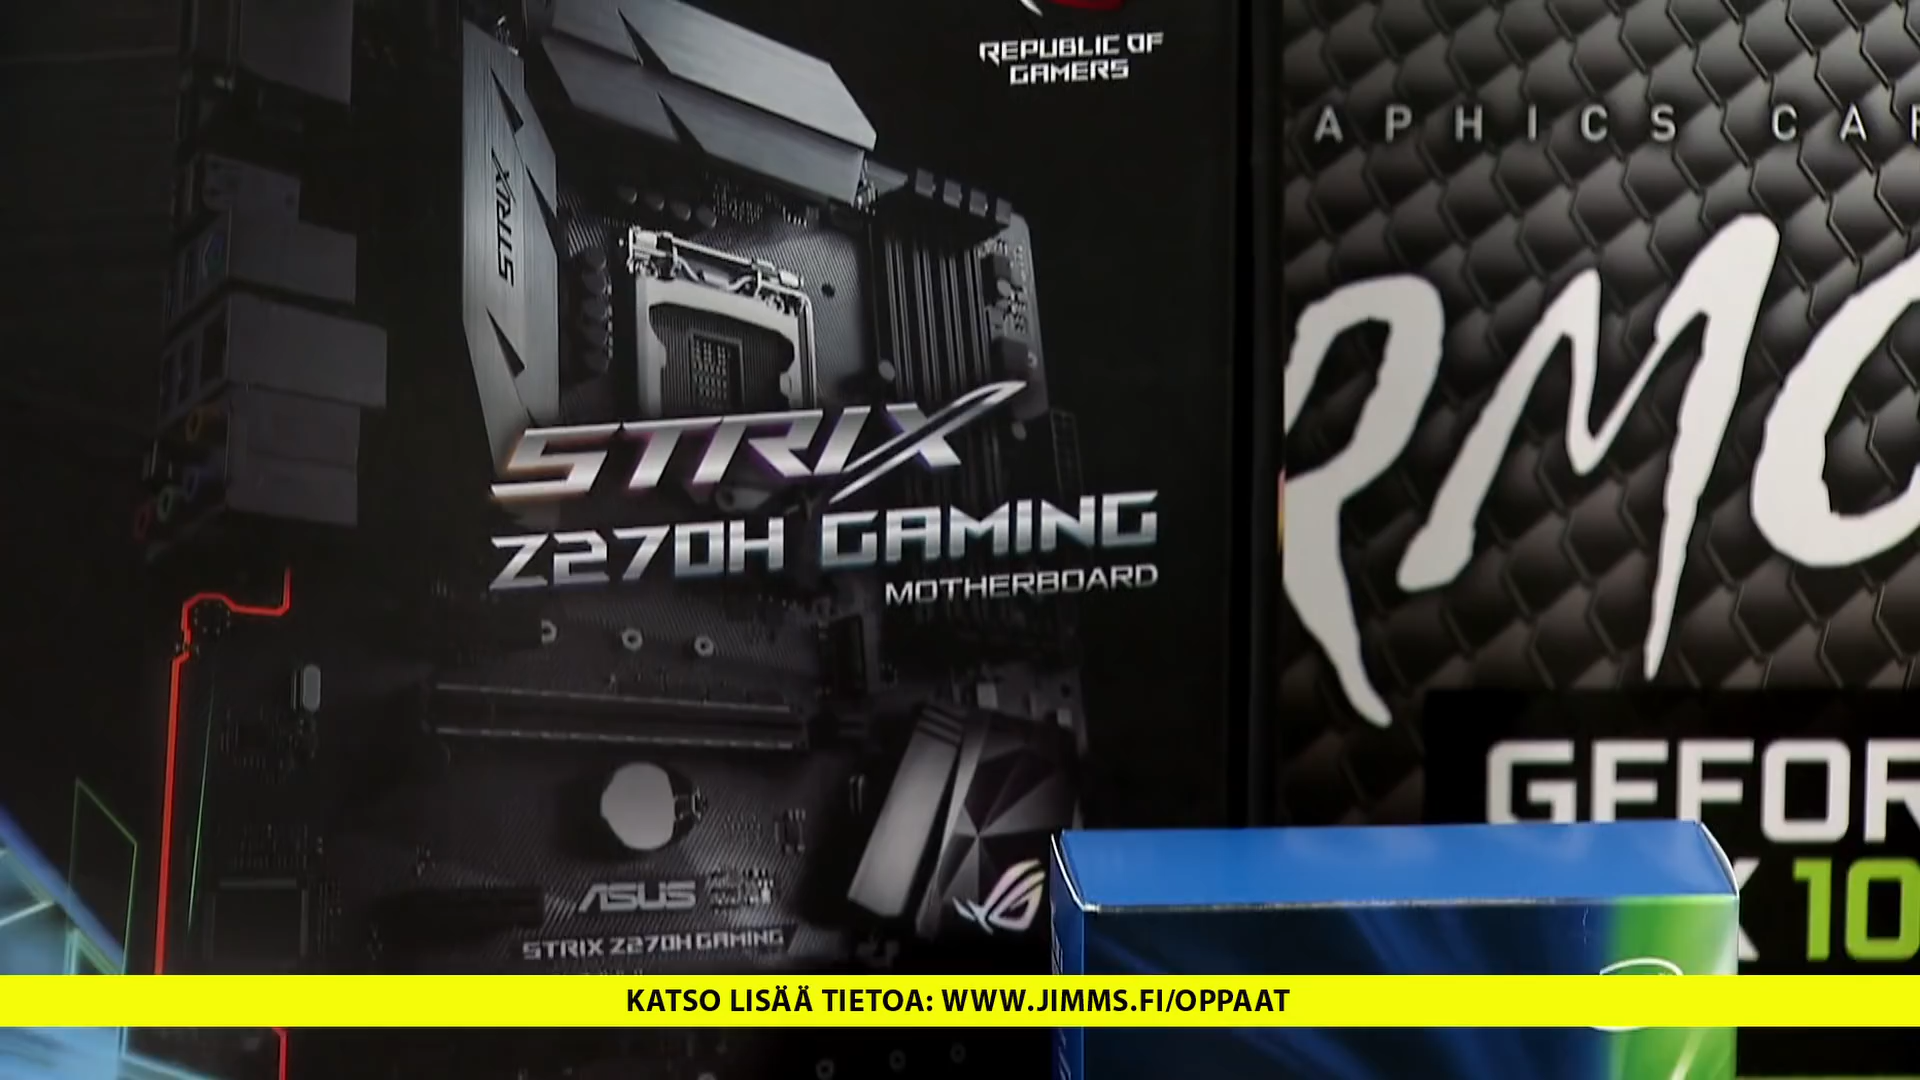 REPUBLIC OF
GAMERS
STRIX
STRIX
Z270H GAMING
MOTHERBOARD
ASUS
STRIX Z270H GAMING
APHICS CAR
RMO
GEFOR
X 10
KATSO LISÄÄ TIETOA: WWW.JIMMS.FI/OPPAAT